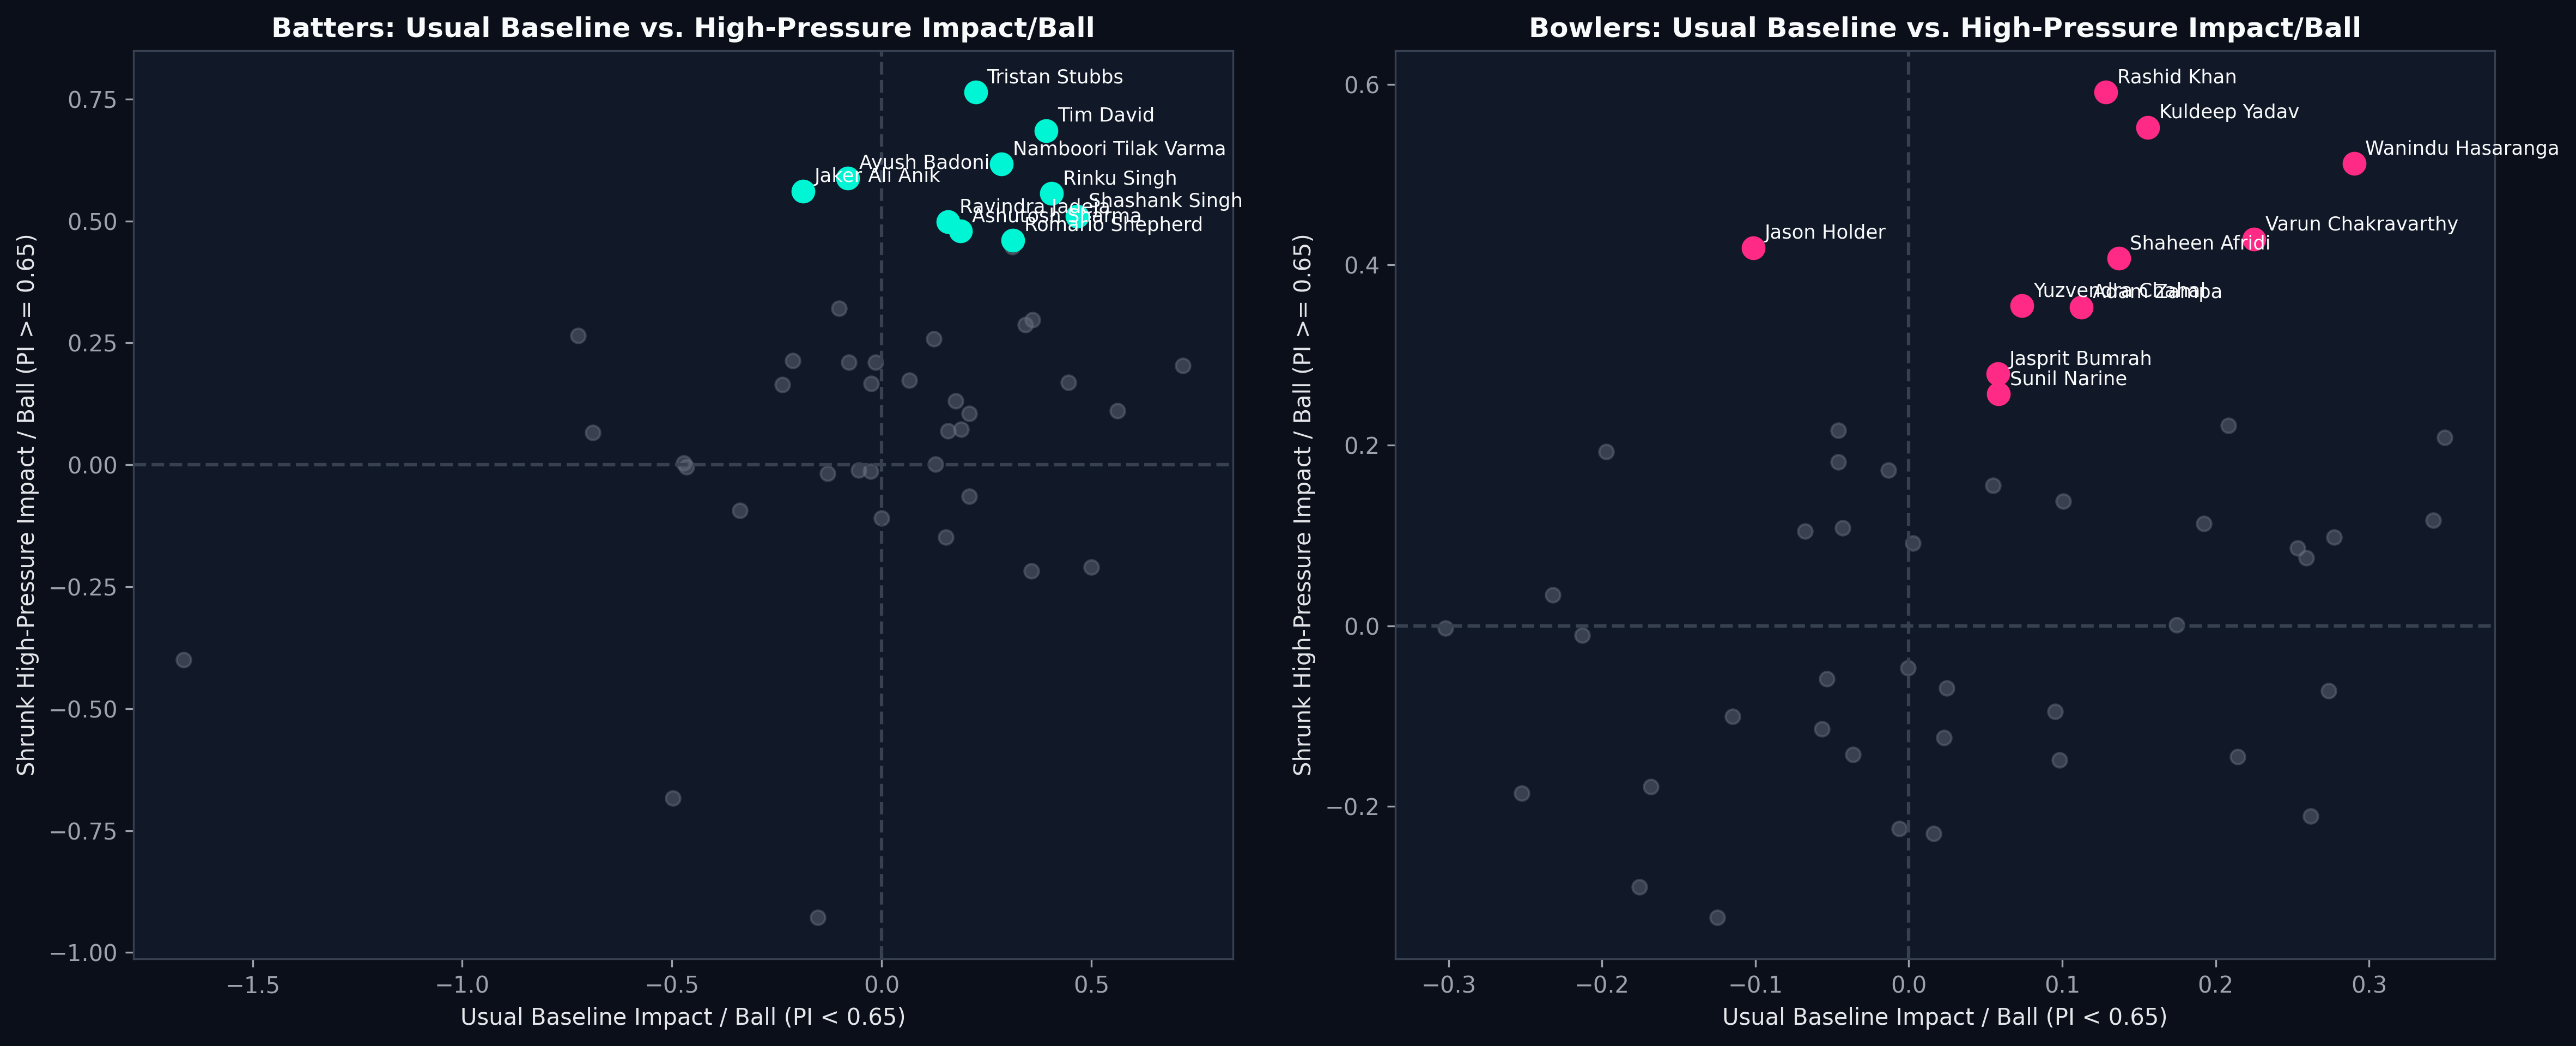 Batters: Usual Baseline vs. High-Pressure Impact/Ball
Shrunk High-Pressure Impact / Ball (PI >= 0.65)
0.75
0.50
0.25
0.00
−0.25
−0.50
−0.75
−1.00
Tristan Stubbs
Tim David
Namboori Tilak Varma
Ayush Badoni
Jaker Ali Anik
Rinku Singh
Shashank Singh
Ravindra Jadeja
Ashutosh Sharma
Romario Shepherd
−1.5
−1.0
−0.5
0.0
0.5
Usual Baseline Impact / Ball (PI < 0.65)
Bowlers: Usual Baseline vs. High-Pressure Impact/Ball
Shrunk High-Pressure Impact / Ball (PI >= 0.65)
0.6
0.4
0.2
0.0
−0.2
Rashid Khan
Kuldeep Yadav
Wanindu Hasaranga
Varun Chakravarthy
Jason Holder
Shaheen Afridi
Yuzvendra Chahal
Adam Zampa
Jasprit Bumrah
Sunil Narine
−0.3
−0.2
−0.1
0.0
0.1
0.2
0.3
Usual Baseline Impact / Ball (PI < 0.65)